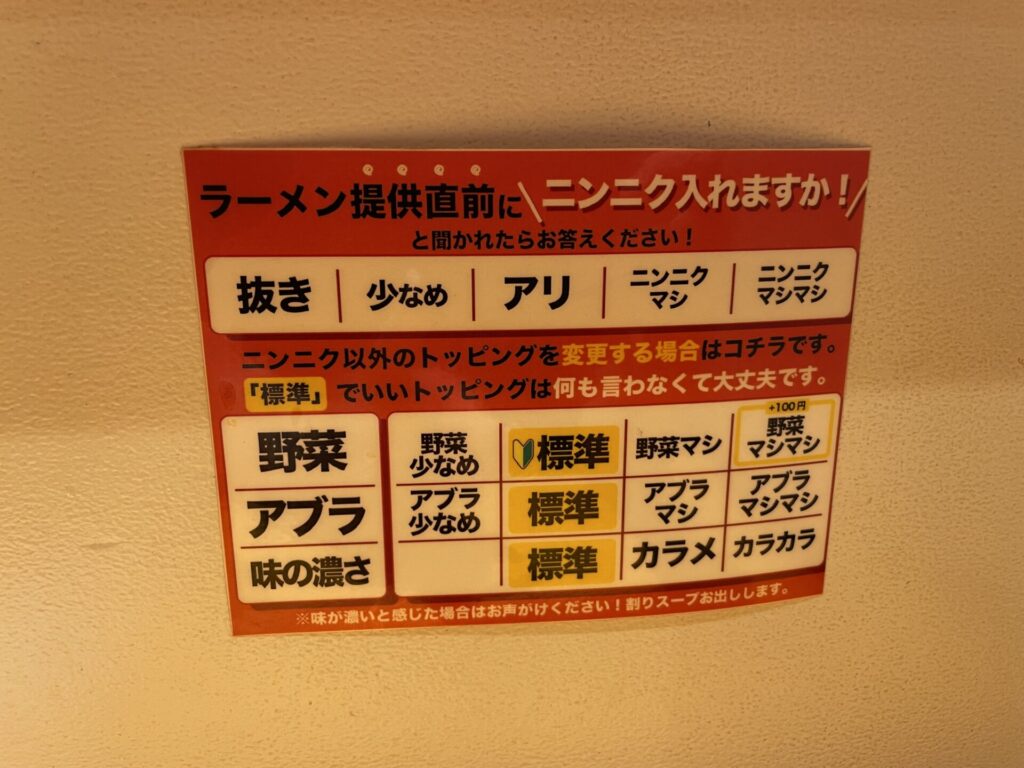 ラーメン提供直前に\ニンニク入れますか！/
と聞かれたらお答えください！
抜き 少なめ アリ ニンニクマシ ニンニクマシマシ
ニンニク以外のトッピングを変更する場合はコチラです。
「標準」でいいトッピングは何も言わなくて大丈夫です。
+100円
野菜 野菜少なめ 標準 野菜マシ 野菜マシマシ
アブラ アブラ少なめ 標準 アブラマシ アブラマシマシ
味の濃さ 標準 カラメ カラカラ
※味が濃いと感じた場合はお声がけください！割りスープお出しします。